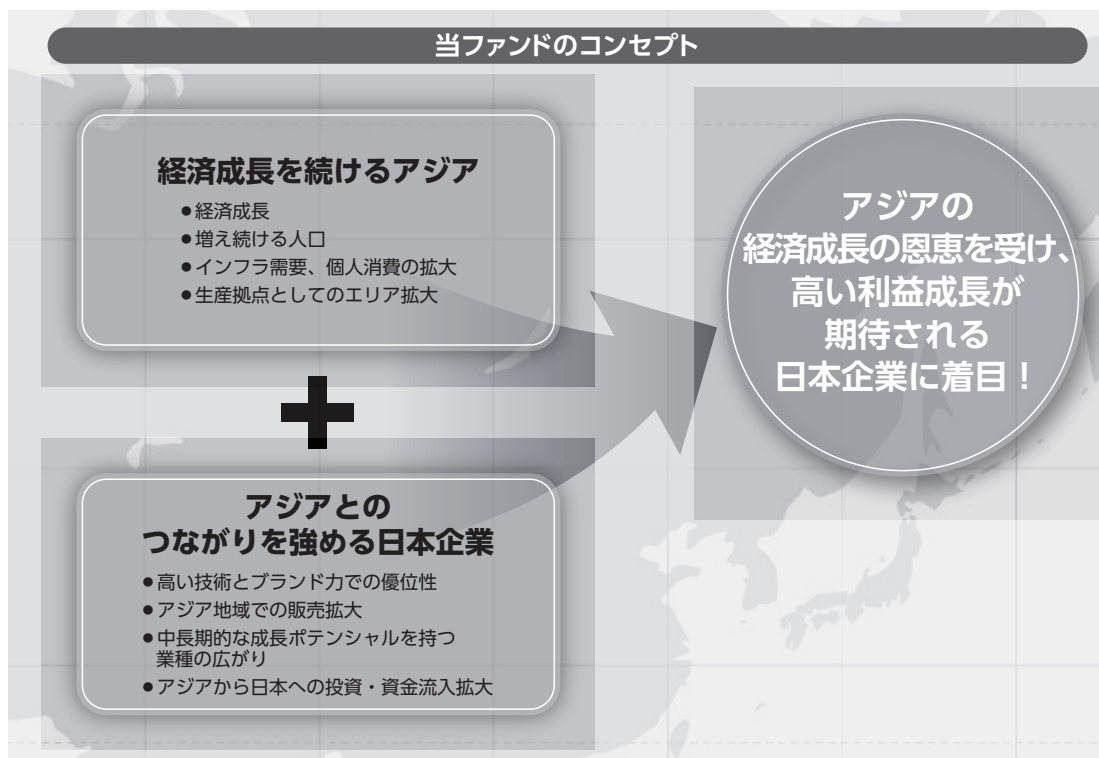 当ファンドのコンセプト
経済成長を続けるアジア
●経済成長
●増え続ける人口
●インフラ需要、個人消費の拡大
●生産拠点としてのエリア拡大
アジアとの
つながりを強める日本企業
●高い技術とブランド力での優位性
●アジア地域での販売拡大
●中長期的な成長ポテンシャルを持つ
業種の広がり
●アジアから日本への投資・資金流入拡大
アジアの
経済成長の恩恵を受け、
高い利益成長が
期待される
日本企業に着目！